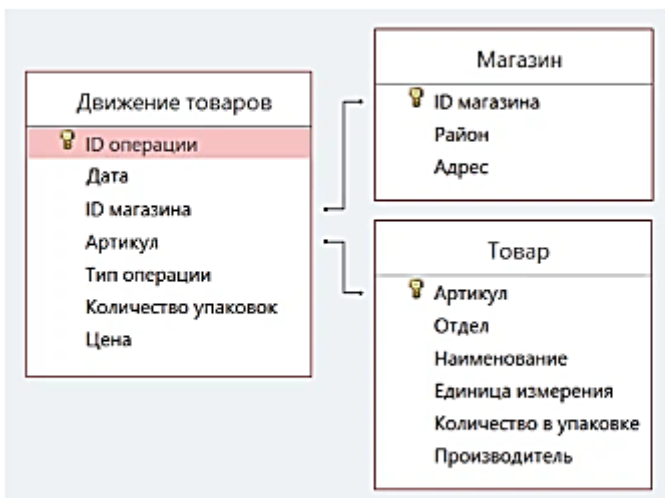 Движение товаров
ID операции
Дата
ID магазина
Артикул
Тип операции
Количество упаковок
Цена
Магазин
ID магазина
Район
Адрес
Товар
Артикул
Отдел
Наименование
Единица измерения
Количество в упаковке
Производитель